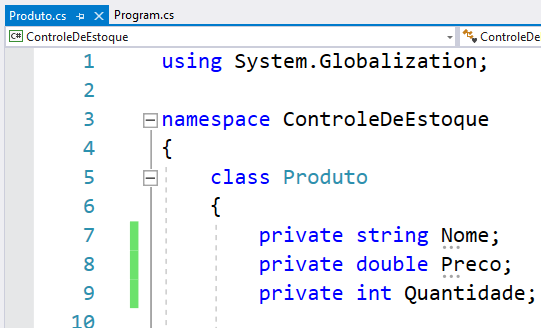 Produto.cs Program.cs
C# ControleDeEstoque ControleDe
1 using System.Globalization;
2
3 namespace ControleDeEstoque
4 {
5 class Produto
6 {
7 private string Nome;
8 private double Preco;
9 private int Quantidade;
10